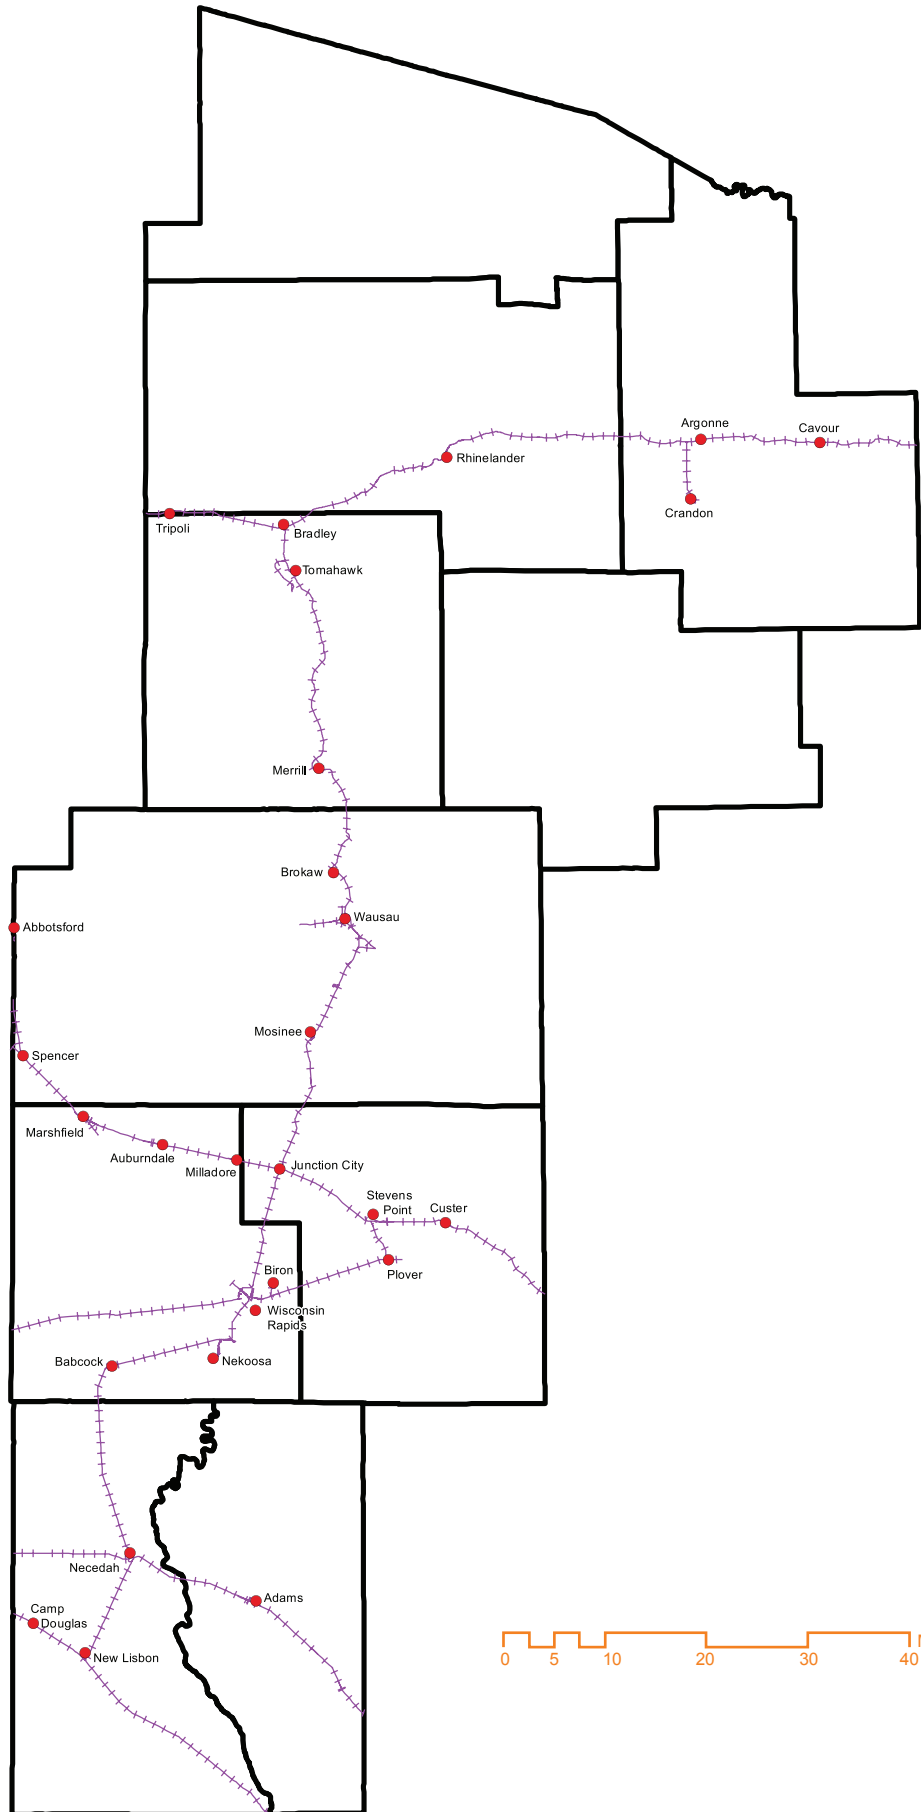 Argonne
Cavour
Rhinelander
Crandon
Tripoli
Bradley
Tomahawk
Merrill
Brokaw
Wausau
Abbotsford
Mosinee
Spencer
Marshfield
Auburndale
Milladore
Junction City
Stevens
Point
Custer
Plover
Biron
Wisconsin
Rapids
Babcock
Nekoosa
Necedah
Adams
Camp
Douglas
New Lisbon
0 5 10 20 30 40